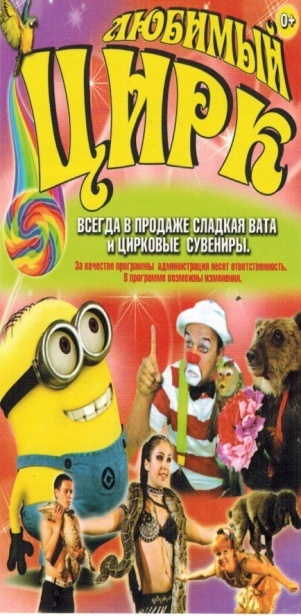 ЛЮБИМЫЙ
0+
ЦИРК
ВСЕГДА В ПРОДАЖЕ СЛАДКАЯ ВАТА
и ЦИРКОВЫЕ СУВЕНИРЫ.
За качество программы администрация несет ответственность.
В программе возможны изменения.